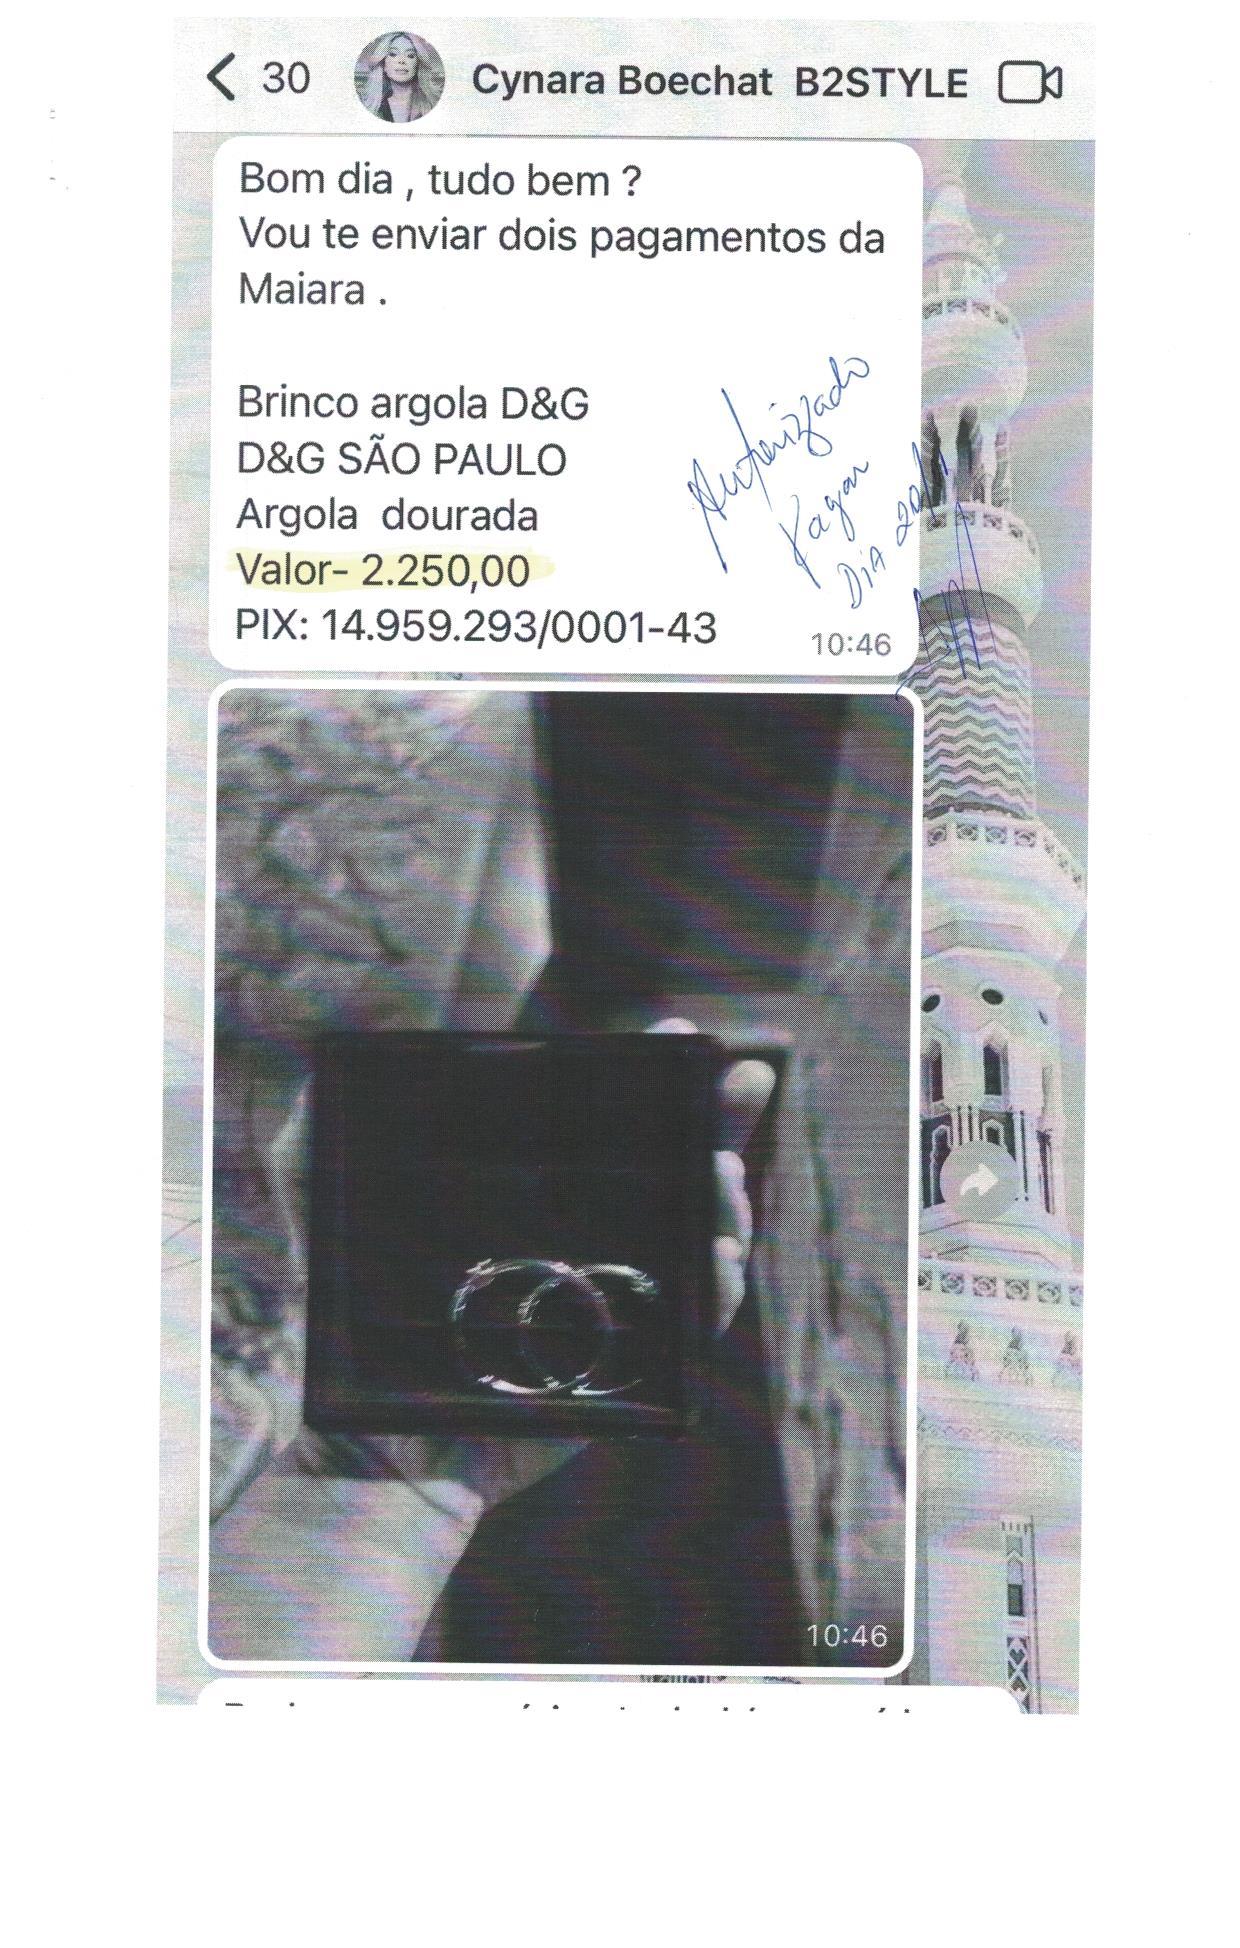 30 Cynara Boechat B2STYLE
Bom dia , tudo bem ?
Vou te enviar dois pagamentos da
Maiara .
Brinco argola D&G
D&G SÃO PAULO
Argola dourada
Valor- 2.250,00
PIX: 14.959.293/0001-43
10:46
Autorizado
Pagar
DIA
10:46